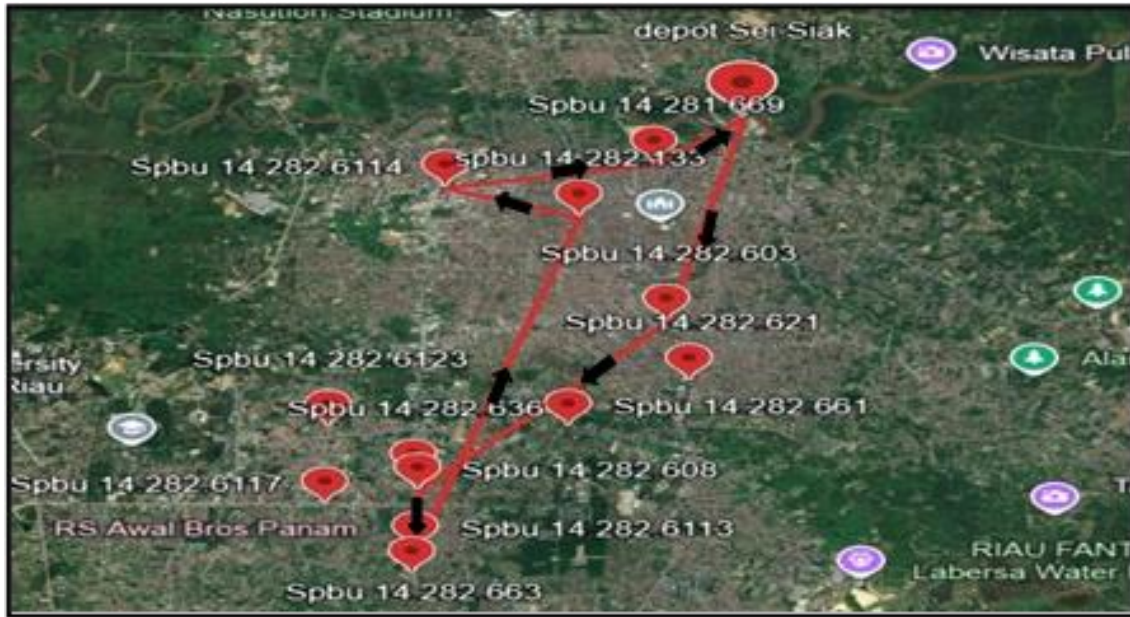 Nasution Stadium
depot Sei Siak
Wisata Pul
Spbu 14 281 669
Spbu 14 282 6114
spbu 14 282 133
Spbu 14 282 603
Spbu 14 282 621
Spbu 14 282 6123
Ala
ersity
Riau
Spbu 14 282 636
Spbu 14 282 661
Spbu 14 282 608
Spbu 14 282 6117
RS Awal Bros Panam
Spbu 14 282 6113
RIAU FANT
Labersa Water
Spbu 14 282 663